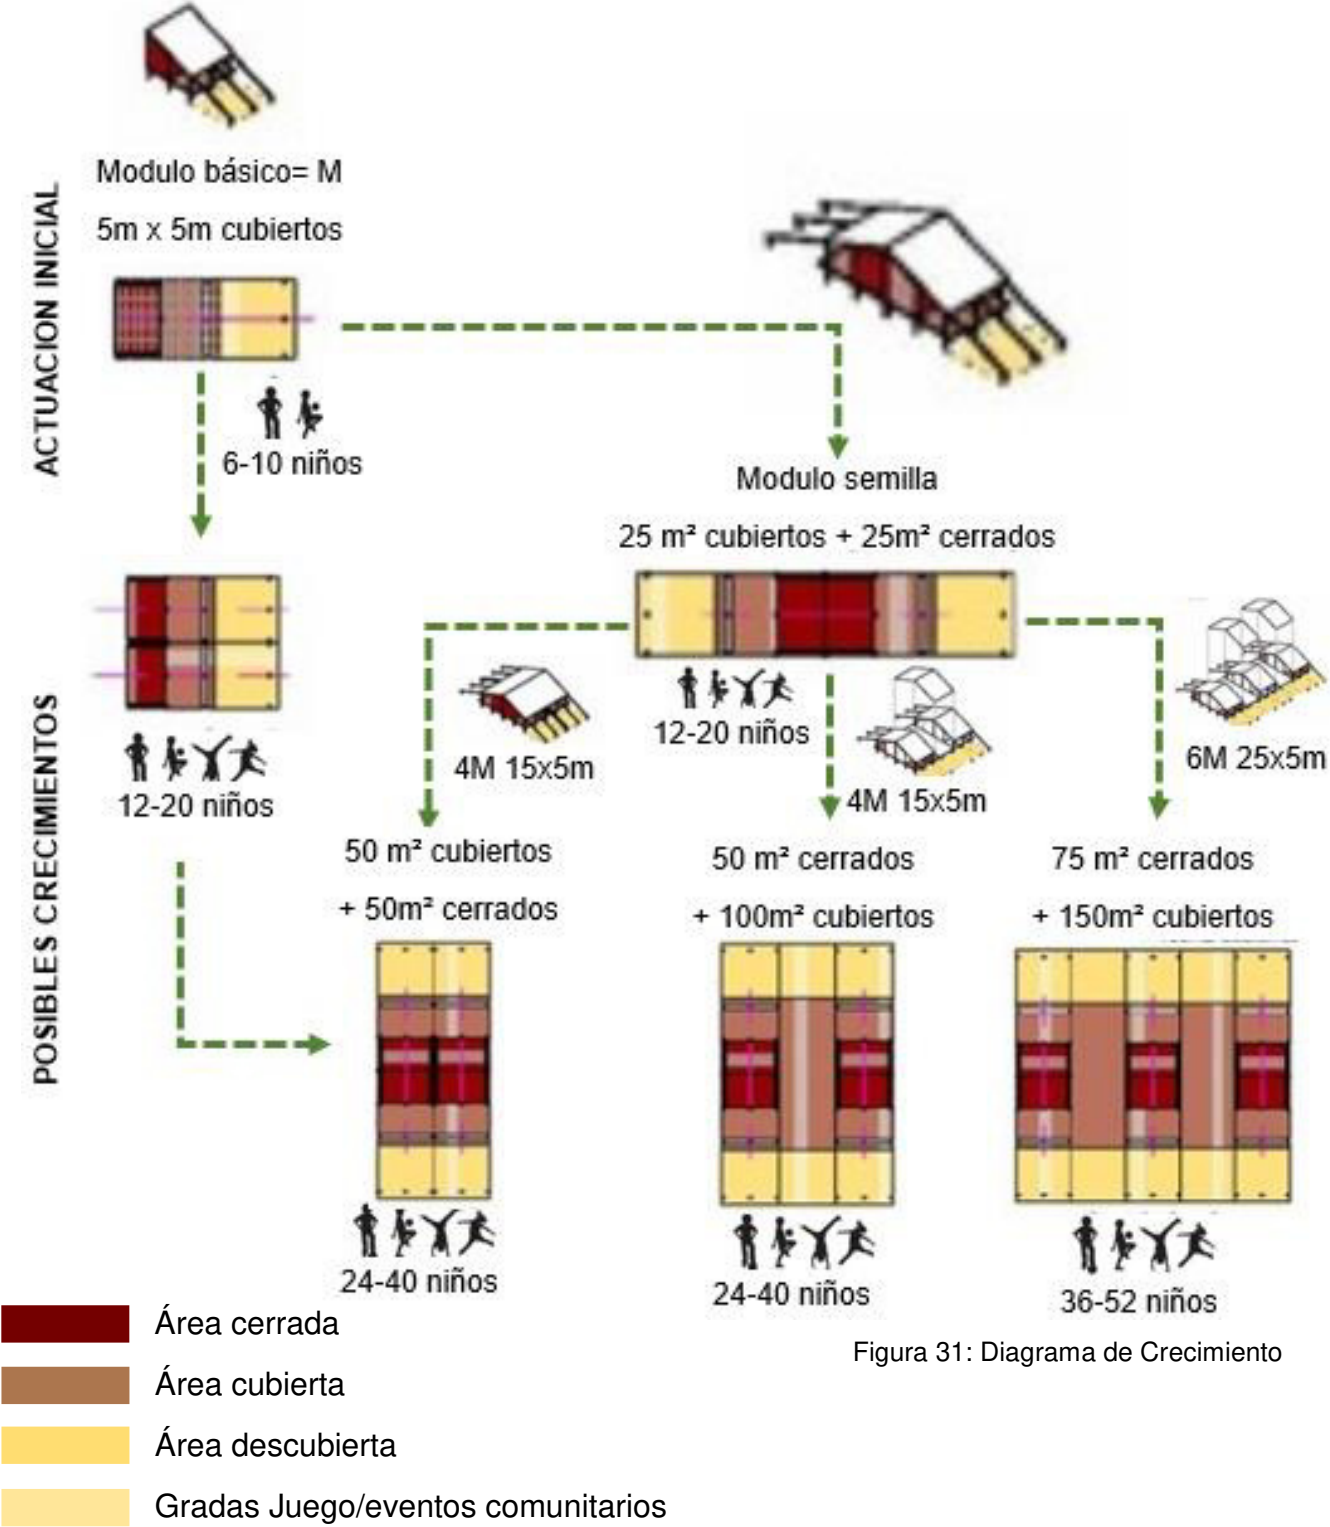 ACTUACION INICIAL
Modulo básico= M
5m x 5m cubiertos
6-10 niños
Modulo semilla
25 m² cubiertos + 25m² cerrados
POSIBLES CRECIMIENTOS
12-20 niños
12-20 niños
4M 15x5m
4M 15x5m
6M 25x5m
50 m² cubiertos
+ 50m² cerrados
50 m² cerrados
+ 100m² cubiertos
75 m² cerrados
+ 150m² cubiertos
24-40 niños
24-40 niños
36-52 niños
Área cerrada
Área cubierta
Área descubierta
Gradas Juego/eventos comunitarios
Figura 31: Diagrama de Crecimiento